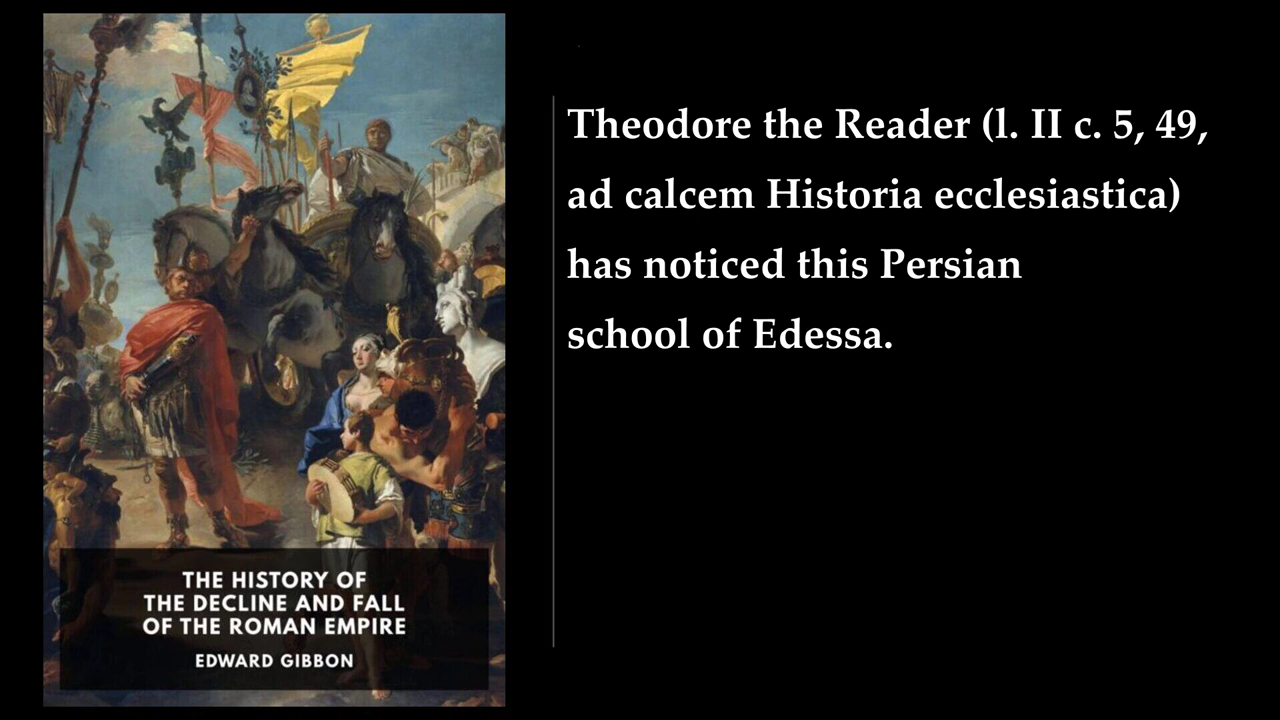 Theodore the Reader (l. II c. 5, 49,
ad calcem Historia ecclesiastica)
has noticed this Persian
school of Edessa.
THE HISTORY OF
THE DECLINE AND FALL
OF THE ROMAN EMPIRE
EDWARD GIBBON